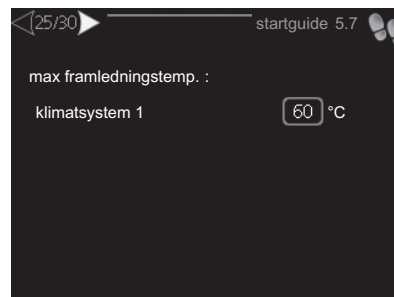 25/30
startguide 5.7
max framledningstemp. :
klimatsystem 1 60 °C